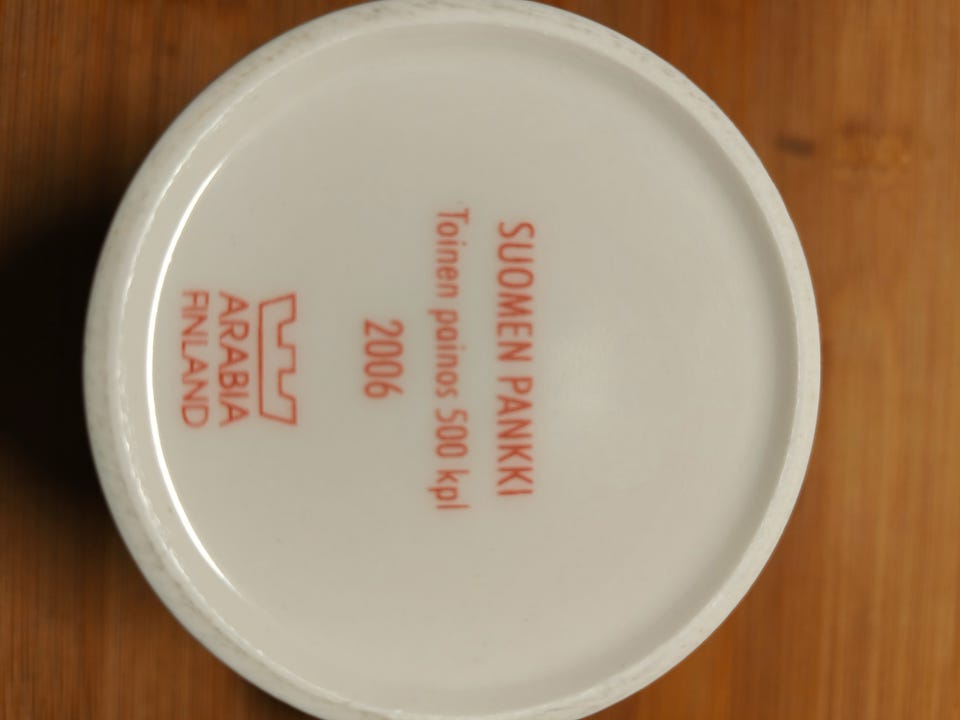 SUOMEN PANKKI
Toinen painos 500 kpl
2006
ARABIA
FINLAND